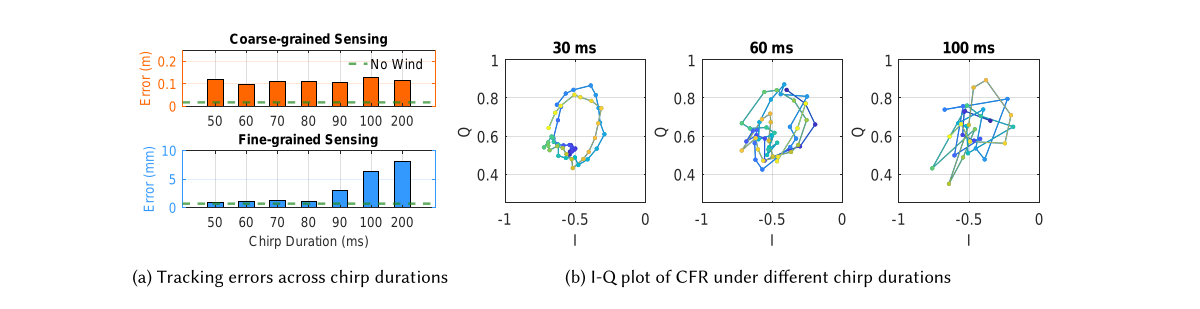 Coarse-grained Sensing
Error (m)
0.2
0.1
0
No Wind
50 60 70 80 90 100 200
Fine-grained Sensing
Error (mm)
10
5
0
50 60 70 80 90 100 200
Chirp Duration (ms)
(a) Tracking errors across chirp durations
30 ms
Q
1
0.8
0.6
0.4
-1 -0.5 0
I
60 ms
Q
1
0.8
0.6
0.4
-1 -0.5 0
I
100 ms
Q
1
0.8
0.6
0.4
-1 -0.5 0
I
(b) I-Q plot of CFR under different chirp durations